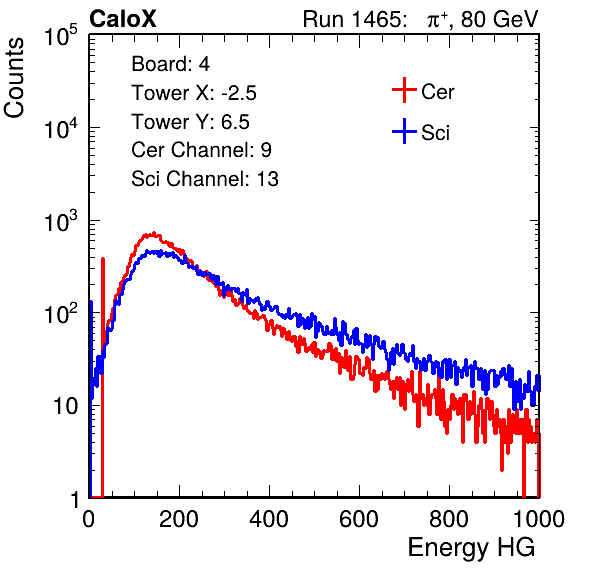 CaloX Run 1465: π⁺, 80 GeV
Counts
10⁵
10⁴
10³
10²
10
1
Board: 4
Tower X: -2.5
Tower Y: 6.5
Cer Channel: 9
Sci Channel: 13
Cer
Sci
0 200 400 600 800 1000
Energy HG